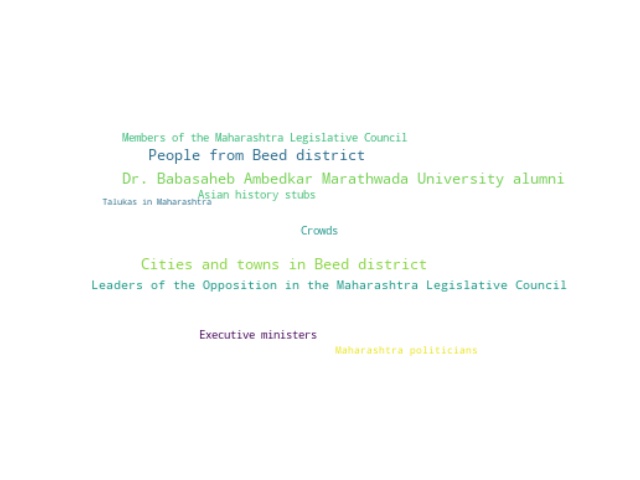 Members of the Maharashtra Legislative Council
People from Beed district
Dr. Babasaheb Ambedkar Marathwada University alumni
Asian history stubs
Talukas in Maharashtra
Crowds
Cities and towns in Beed district
Leaders of the Opposition in the Maharashtra Legislative Council
Executive ministers
Maharashtra politicians